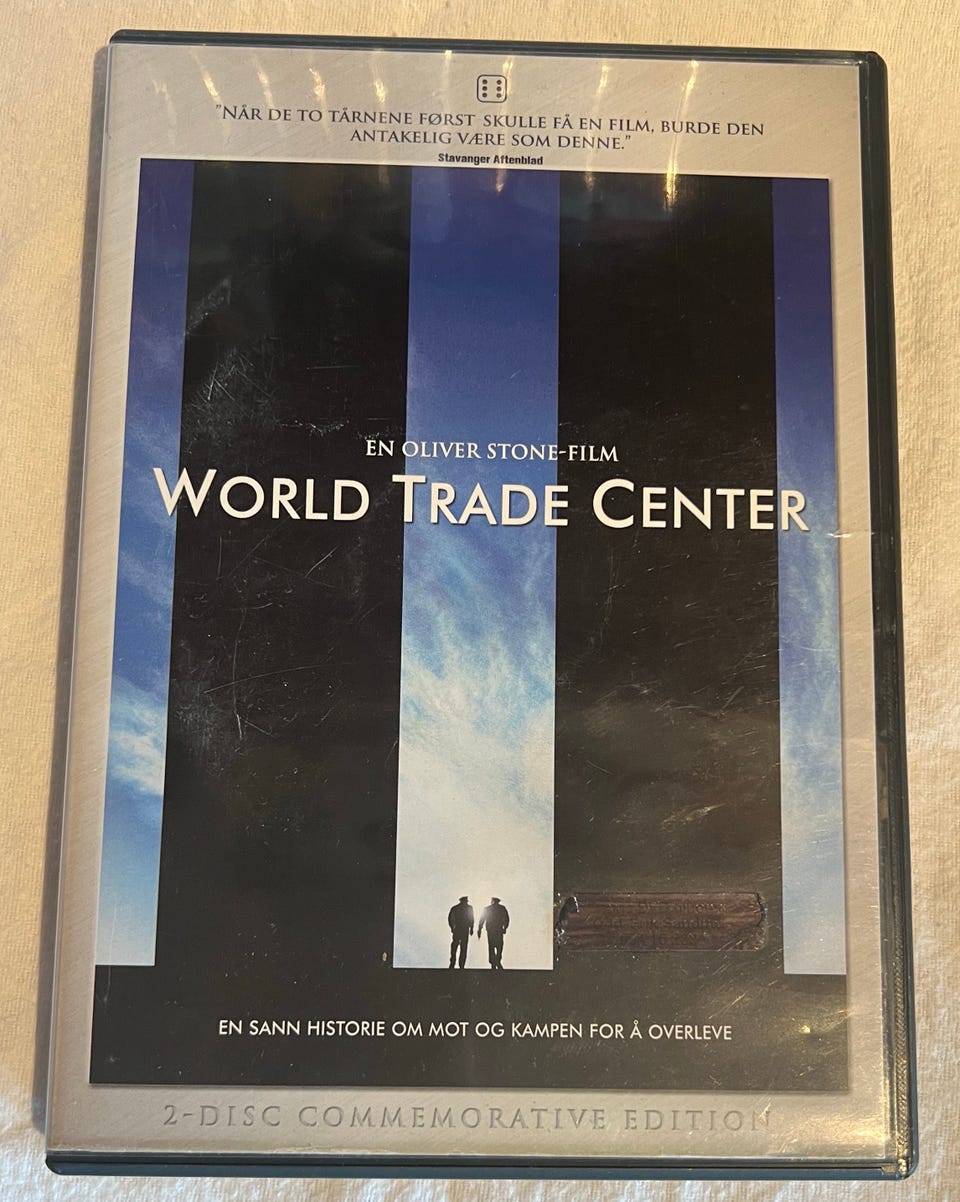 "NÅR DE TO TÅRNENE FØRST SKULLE FÅ EN FILM, BURDE DEN
ANTAKELIG VÆRE SOM DENNE."
Stavanger Aftenblad
EN OLIVER STONE-FILM
WORLD TRADE CENTER
EN SANN HISTORIE OM MOT OG KAMPEN FOR Å OVERLEVE
2-DISC COMMEMORATIVE EDITION